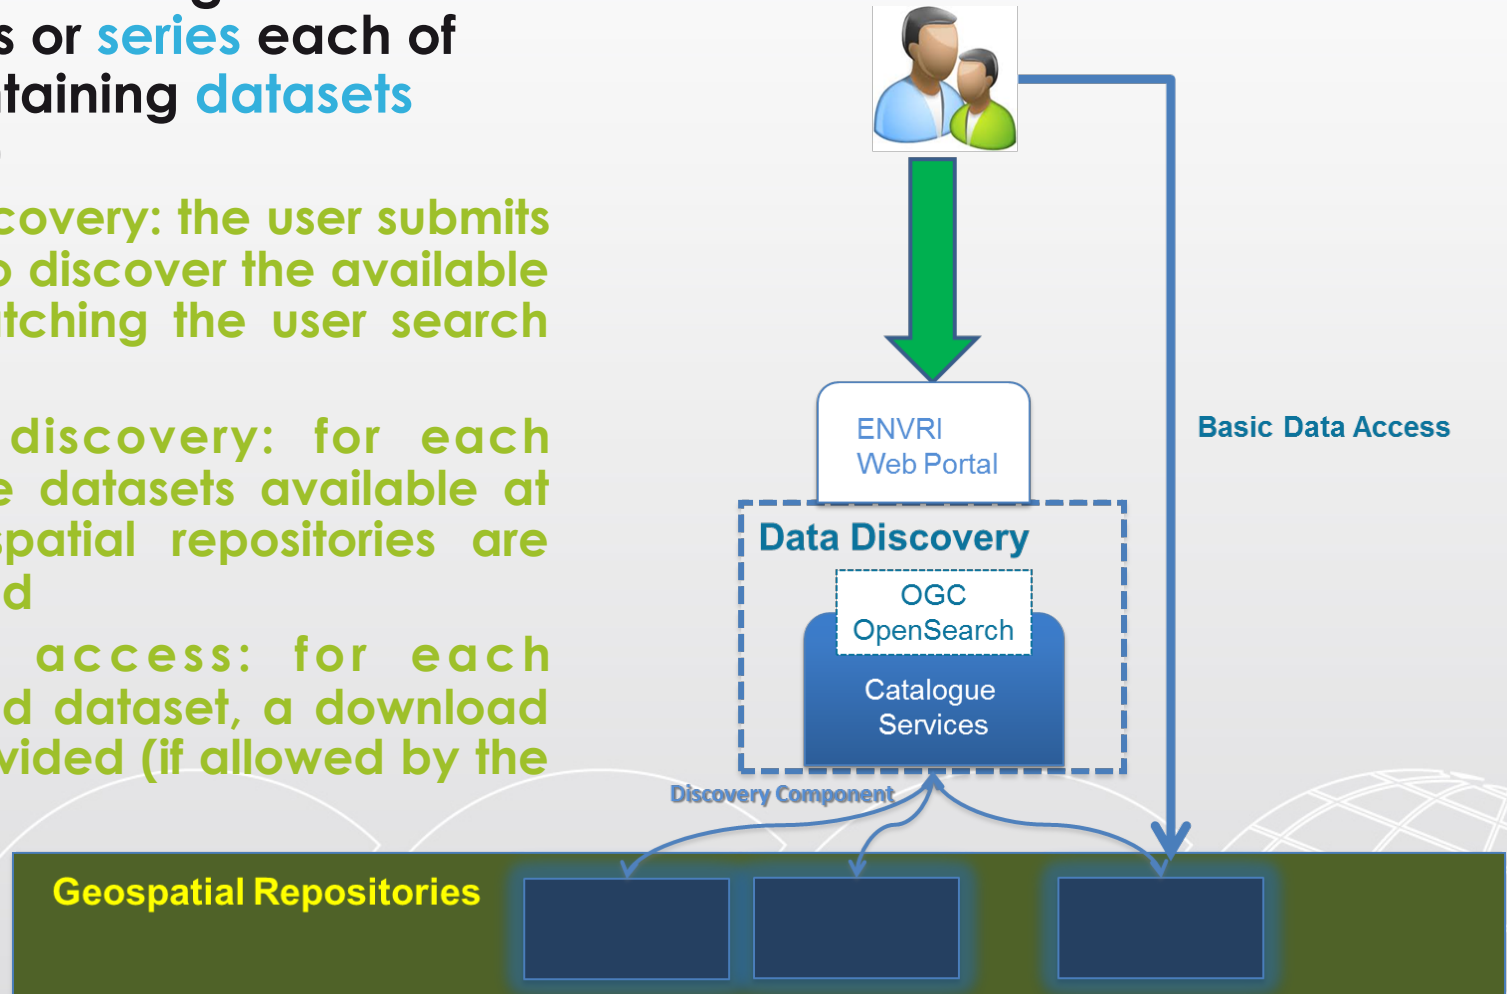 s or series each of
taining datasets
covery: the user submits
o discover the available
tching the user search
discovery: for each
e datasets available at
spatial repositories are
d
access: for each
d dataset, a download
vided (if allowed by the
ENVRI
Web Portal
Basic Data Access
Data Discovery
OGC
OpenSearch
Catalogue
Services
Discovery Component
Geospatial Repositories